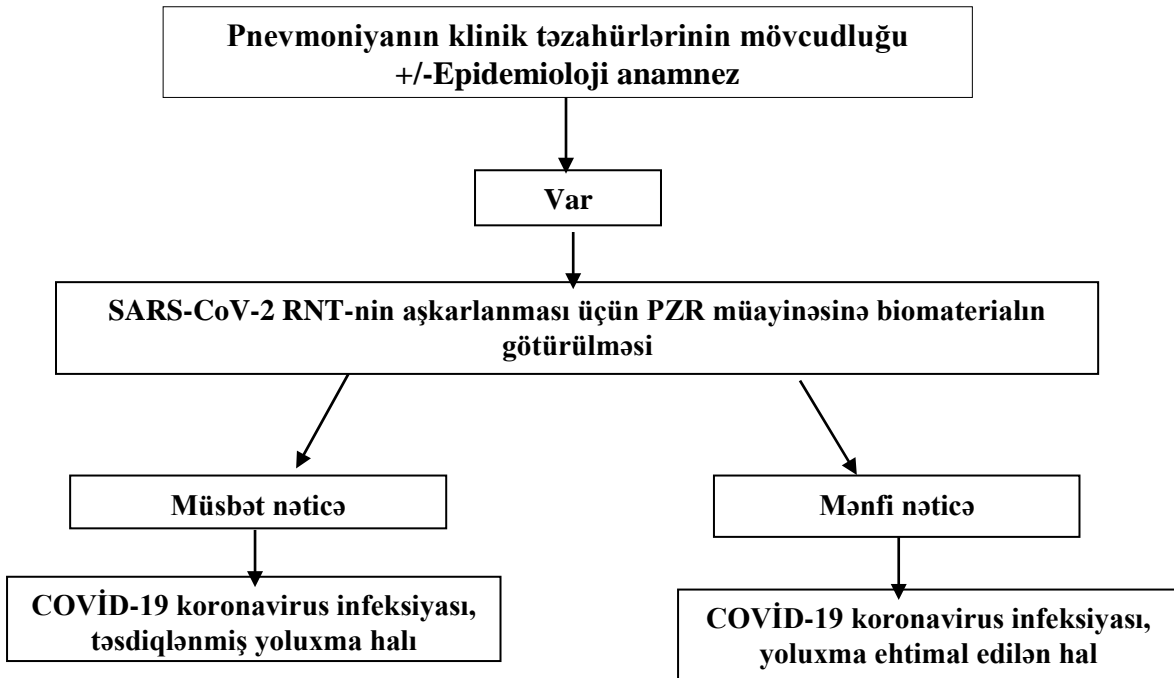 Pnevmoniyanın klinik təzahürlərinin mövcudluğu
+/-Epidemioloji anamnez
Var
SARS-CoV-2 RNT-nin aşkarlanması üçün PZR müayinəsinə biomaterialın
götürülməsi
Müsbət nəticə
Mənfi nəticə
COVİD-19 koronavirus infeksiyası,
təsdiqlənmiş yoluxma halı
COVİD-19 koronavirus infeksiyası,
yoluxma ehtimal edilən hal